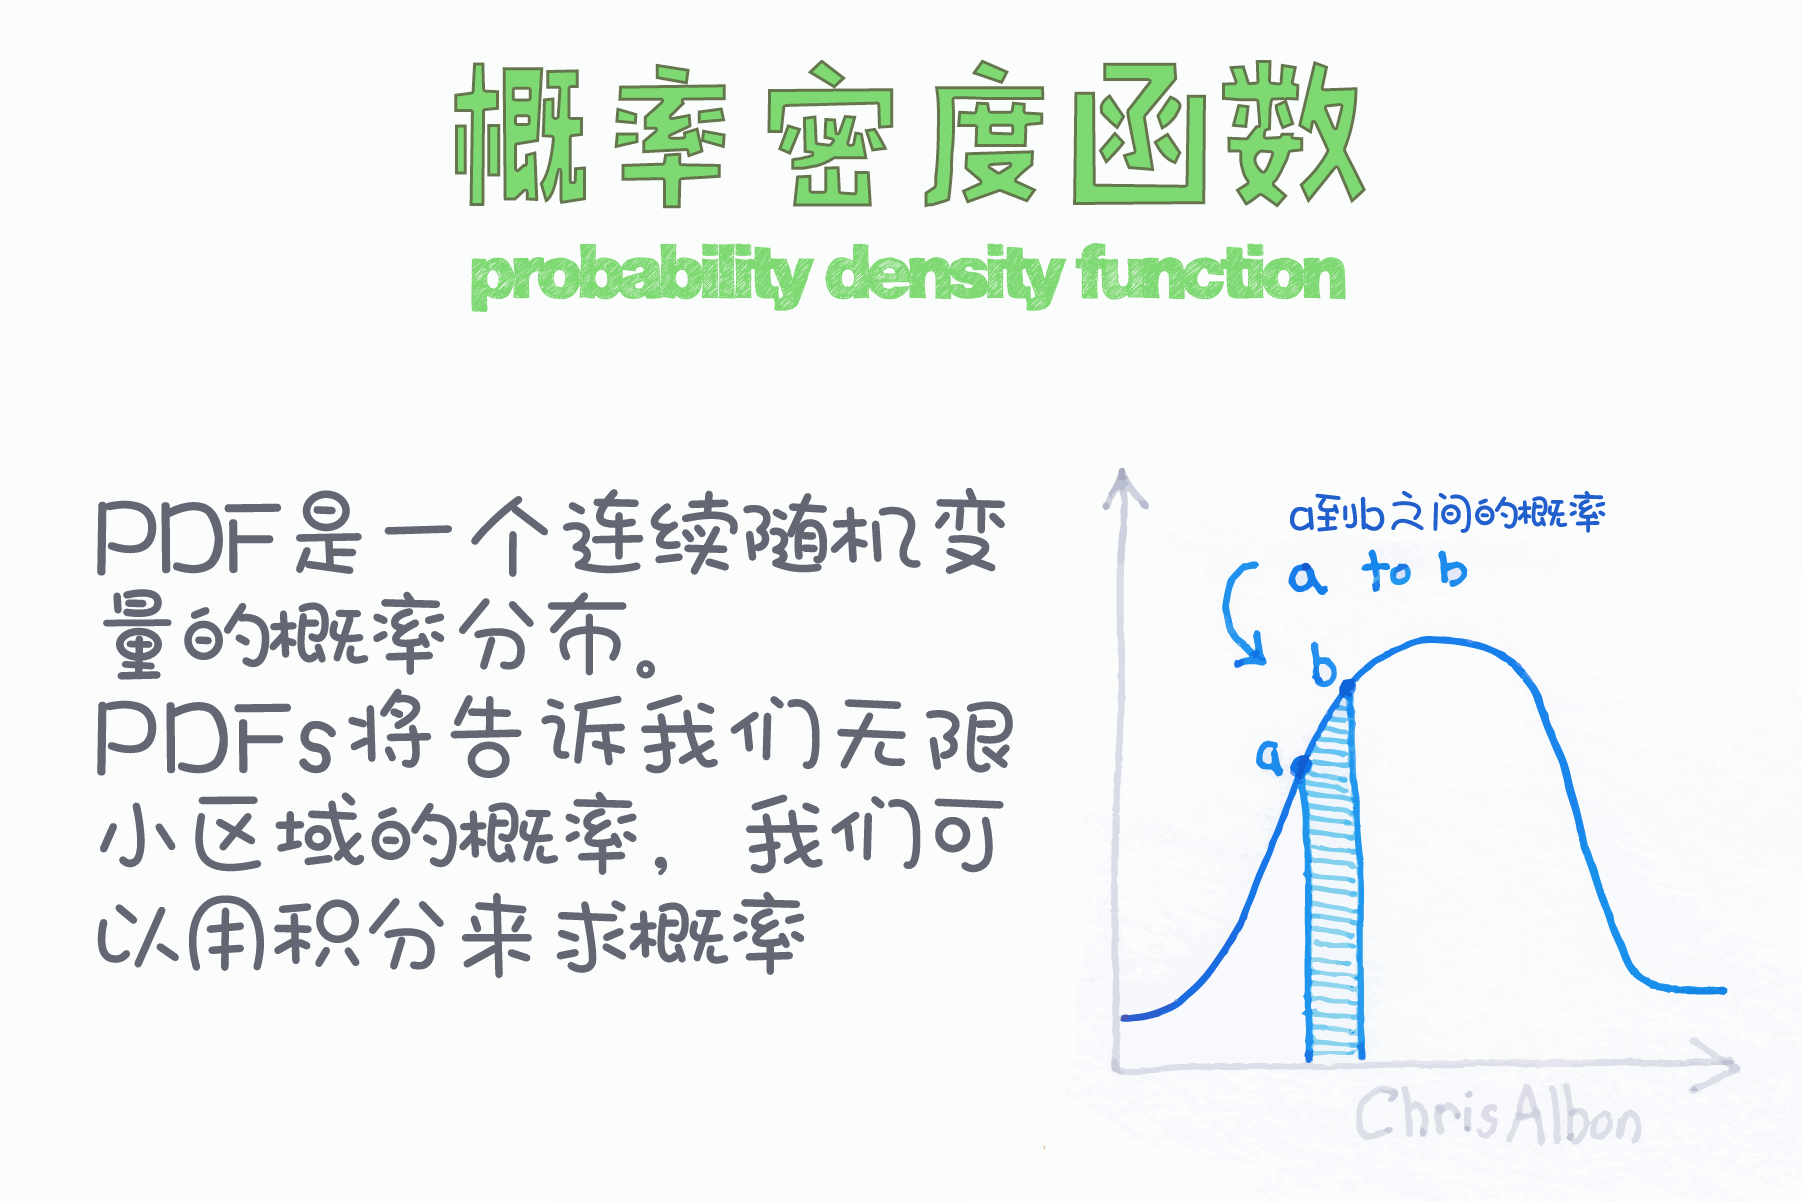 概率密度函数
probability density function
PDF是一个连续随机变
量的概率分布。
PDFs将告诉我们无限
小区域的概率，我们可
以用积分来求概率
a到b之间的概率
a to b
b
a
Chris Albon